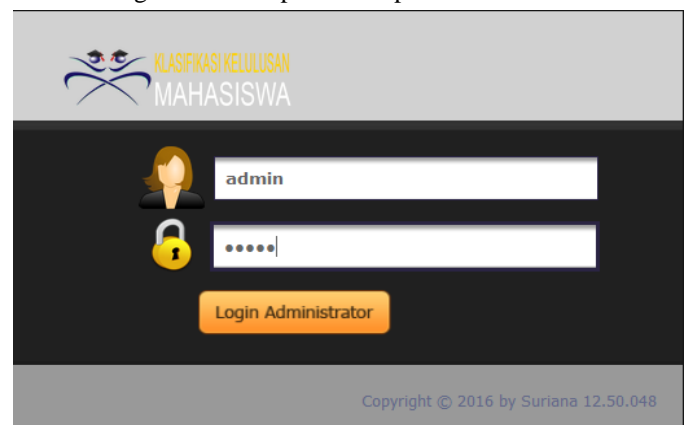 KLASIFIKASI KELULUSAN
MAHASISWA
admin
•••••
Login Administrator
Copyright © 2016 by Suriana 12.50.048